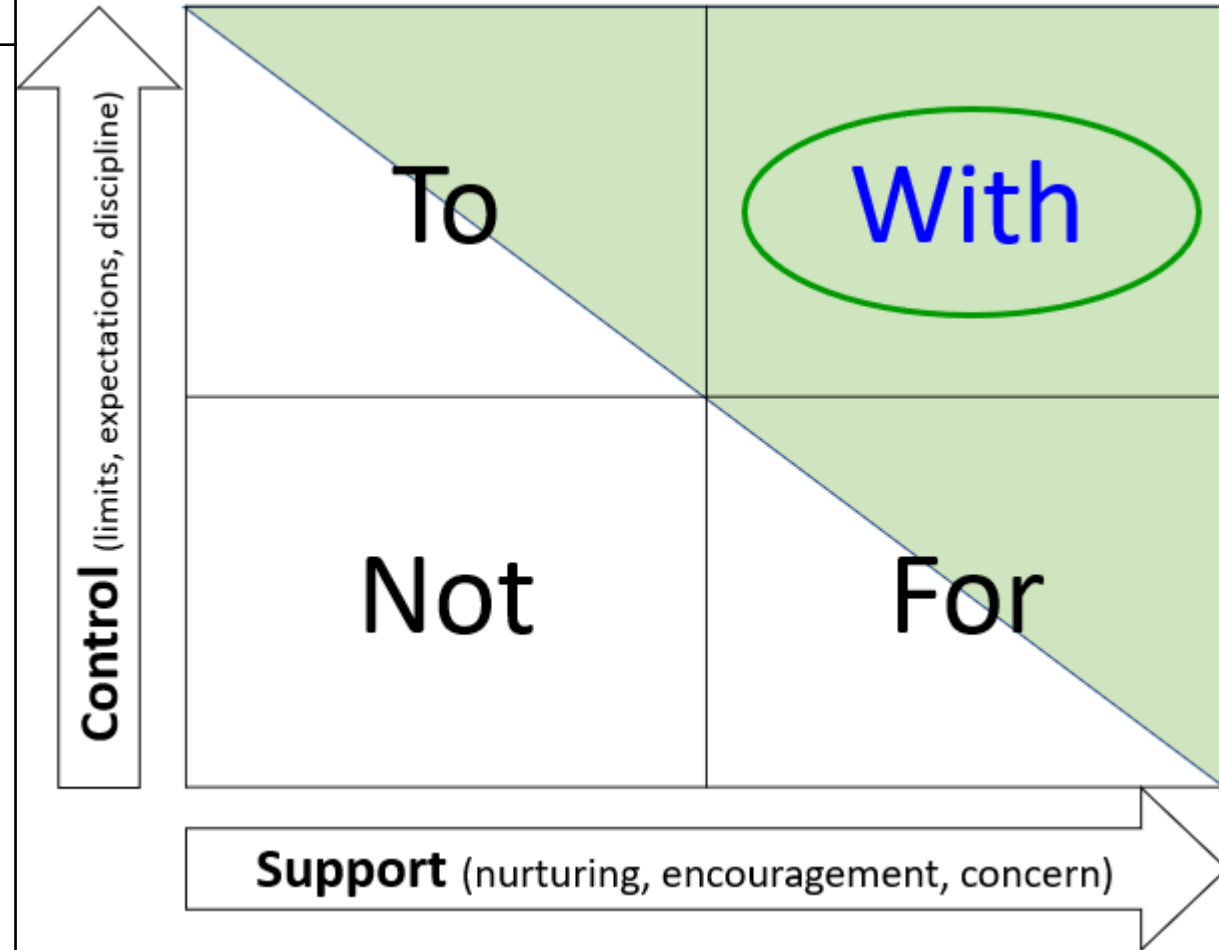 Control (limits, expectations, discipline)
To
With
Not
For
Support (nurturing, encouragement, concern)